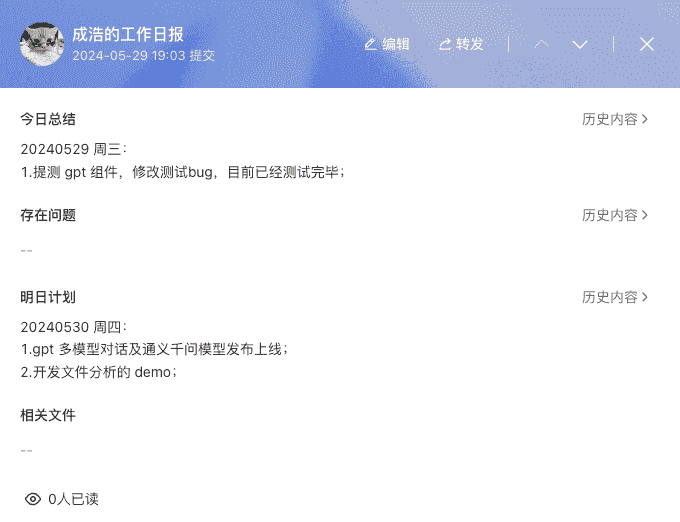 成浩的工作日报
2024-05-29 19:03 提交
编辑
转发
今日总结
历史内容
20240529 周三：
1.提测 gpt 组件，修改测试bug，目前已经测试完毕；
存在问题
历史内容
--
明日计划
历史内容
20240530 周四：
1.gpt 多模型对话及通义千问模型发布上线；
2.开发文件分析的 demo；
相关文件
--
0人已读